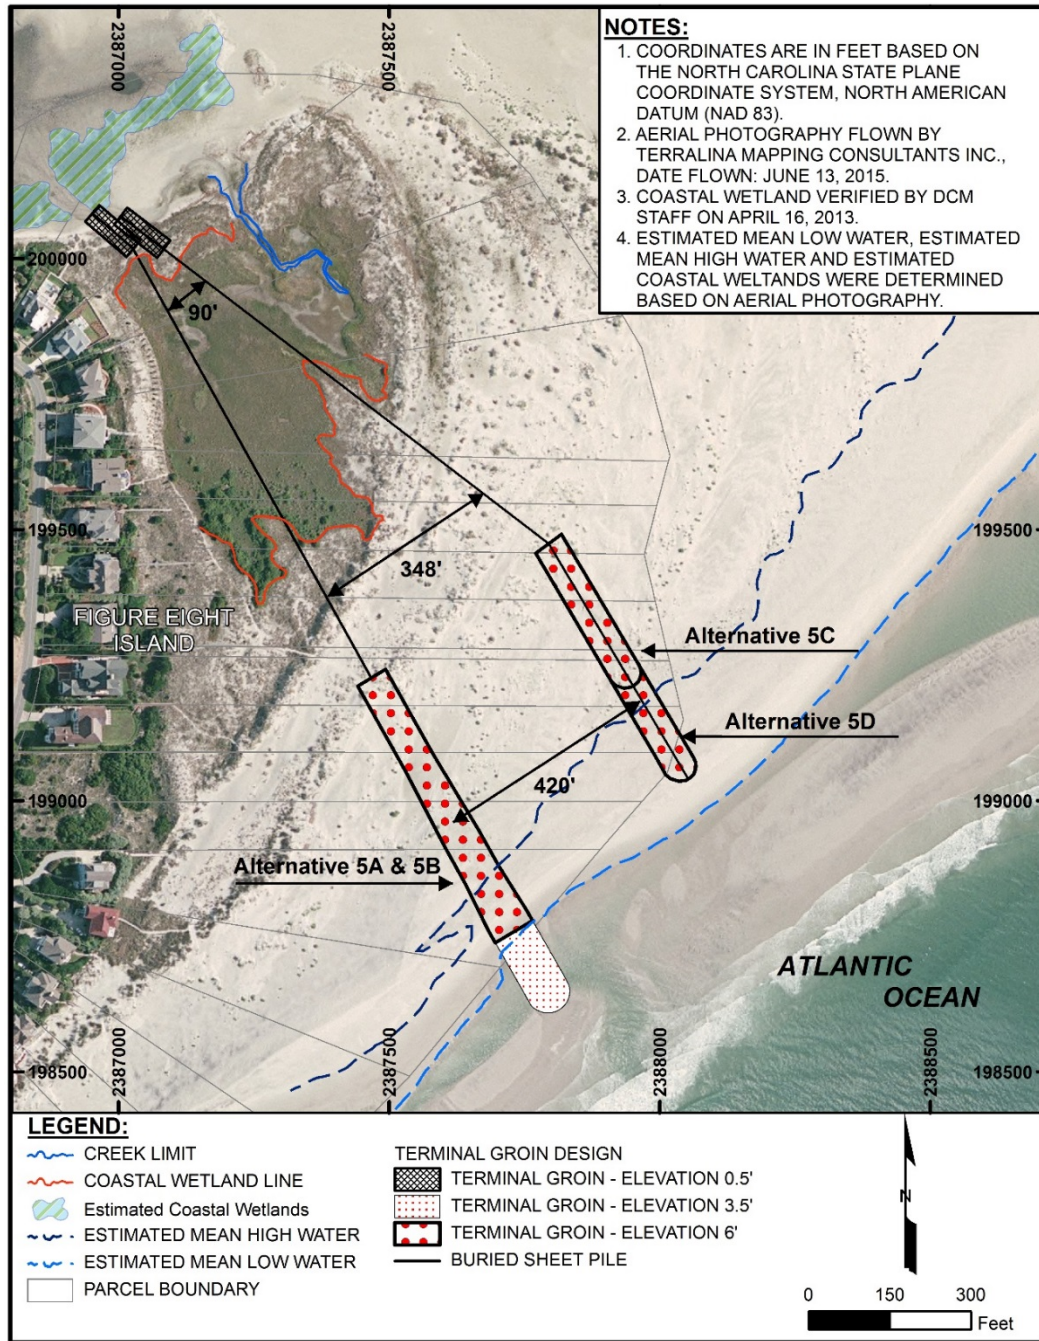 2387000
2387500
NOTES:
1. COORDINATES ARE IN FEET BASED ON
THE NORTH CAROLINA STATE PLANE
COORDINATE SYSTEM, NORTH AMERICAN
DATUM (NAD 83).
2. AERIAL PHOTOGRAPHY FLOWN BY
TERRALINA MAPPING CONSULTANTS INC.,
DATE FLOWN: JUNE 13, 2015.
3. COASTAL WETLAND VERIFIED BY DCM
STAFF ON APRIL 16, 2013.
4. ESTIMATED MEAN LOW WATER, ESTIMATED
MEAN HIGH WATER AND ESTIMATED
COASTAL WELTANDS WERE DETERMINED
BASED ON AERIAL PHOTOGRAPHY.
200000
90'
199500
199500
348'
FIGURE EIGHT
ISLAND
Alternative 5C
Alternative 5D
420'
199000
199000
Alternative 5A & 5B
ATLANTIC
OCEAN
198500
2387000
2387500
2388000
2388500
198500
LEGEND:
CREEK LIMIT
COASTAL WETLAND LINE
Estimated Coastal Wetlands
ESTIMATED MEAN HIGH WATER
ESTIMATED MEAN LOW WATER
PARCEL BOUNDARY
TERMINAL GROIN DESIGN
TERMINAL GROIN - ELEVATION 0.5'
TERMINAL GROIN - ELEVATION 3.5'
TERMINAL GROIN - ELEVATION 6'
BURIED SHEET PILE
N
0 150 300
Feet